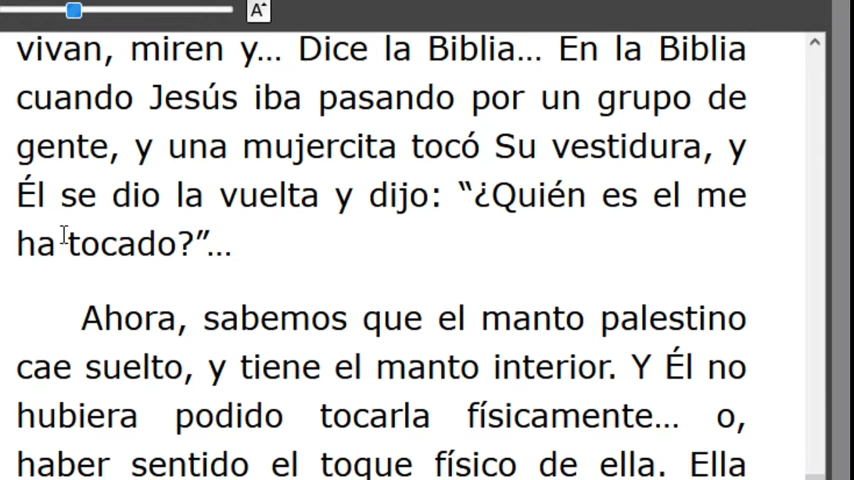 A
vivan, miren y… Dice la Biblia… En la Biblia
cuando Jesús iba pasando por un grupo de
gente, y una mujercita tocó Su vestidura, y
Él se dio la vuelta y dijo: “¿Quién es el me
ha tocado?”…
Ahora, sabemos que el manto palestino
cae suelto, y tiene el manto interior. Y Él no
hubiera podido tocarla físicamente… o,
haber sentido el toque físico de ella. Ella